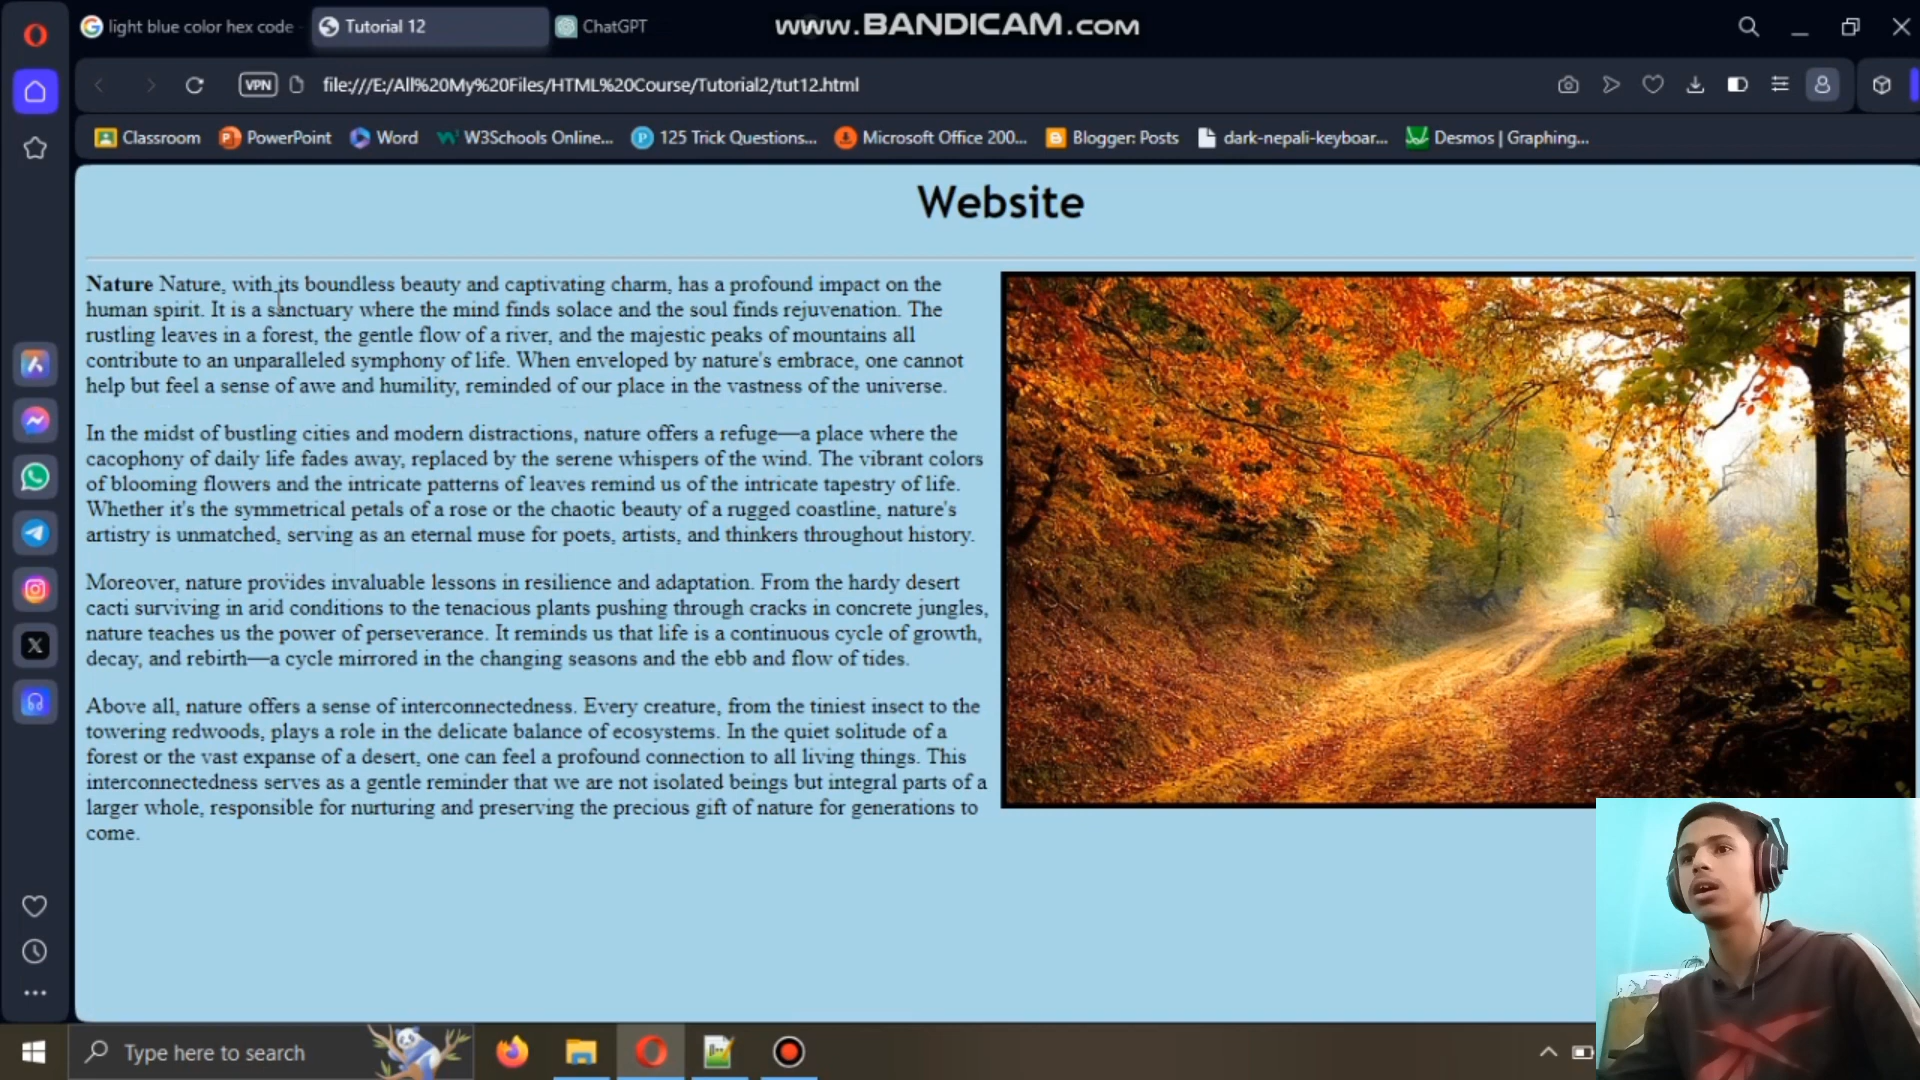 light blue color hex code
Tutorial 12
ChatGPT
www.BANDICAM.com
VPN
file:///E:/All%20My%20Files/HTML%20Course/Tutorial2/tut12.html
Classroom
PowerPoint
Word
W3Schools Online...
125 Trick Questions...
Microsoft Office 200...
Blogger: Posts
dark-nepali-keyboar...
Desmos | Graphing...
Website
Nature Nature, with its boundless beauty and captivating charm, has a profound impact on the
human spirit. It is a sanctuary where the mind finds solace and the soul finds rejuvenation. The
rustling leaves in a forest, the gentle flow of a river, and the majestic peaks of mountains all
contribute to an unparalleled symphony of life. When enveloped by nature's embrace, one cannot
help but feel a sense of awe and humility, reminded of our place in the vastness of the universe.
In the midst of bustling cities and modern distractions, nature offers a refuge—a place where the
cacophony of daily life fades away, replaced by the serene whispers of the wind. The vibrant colors
of blooming flowers and the intricate patterns of leaves remind us of the intricate tapestry of life.
Whether it's the symmetrical petals of a rose or the chaotic beauty of a rugged coastline, nature's
artistry is unmatched, serving as an eternal muse for poets, artists, and thinkers throughout history.
Moreover, nature provides invaluable lessons in resilience and adaptation. From the hardy desert
cacti surviving in arid conditions to the tenacious plants pushing through cracks in concrete jungles,
nature teaches us the power of perseverance. It reminds us that life is a continuous cycle of growth,
decay, and rebirth—a cycle mirrored in the changing seasons and the ebb and flow of tides.
Above all, nature offers a sense of interconnectedness. Every creature, from the tiniest insect to the
towering redwoods, plays a role in the delicate balance of ecosystems. In the quiet solitude of a
forest or the vast expanse of a desert, one can feel a profound connection to all living things. This
interconnectedness serves as a gentle reminder that we are not isolated beings but integral parts of a
larger whole, responsible for nurturing and preserving the precious gift of nature for generations to
come.
Type here to search